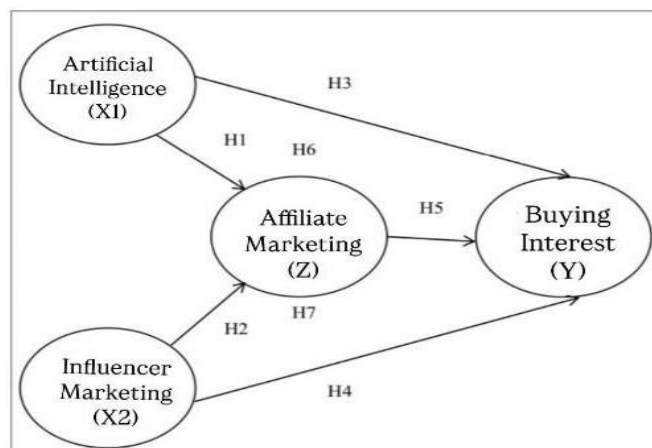 Artificial
Intelligence
(X1)
H3
H1
H6
Affiliate
Marketing
(Z)
H5
Buying
Interest
(Y)
H2
H7
Influencer
Marketing
(X2)
H4